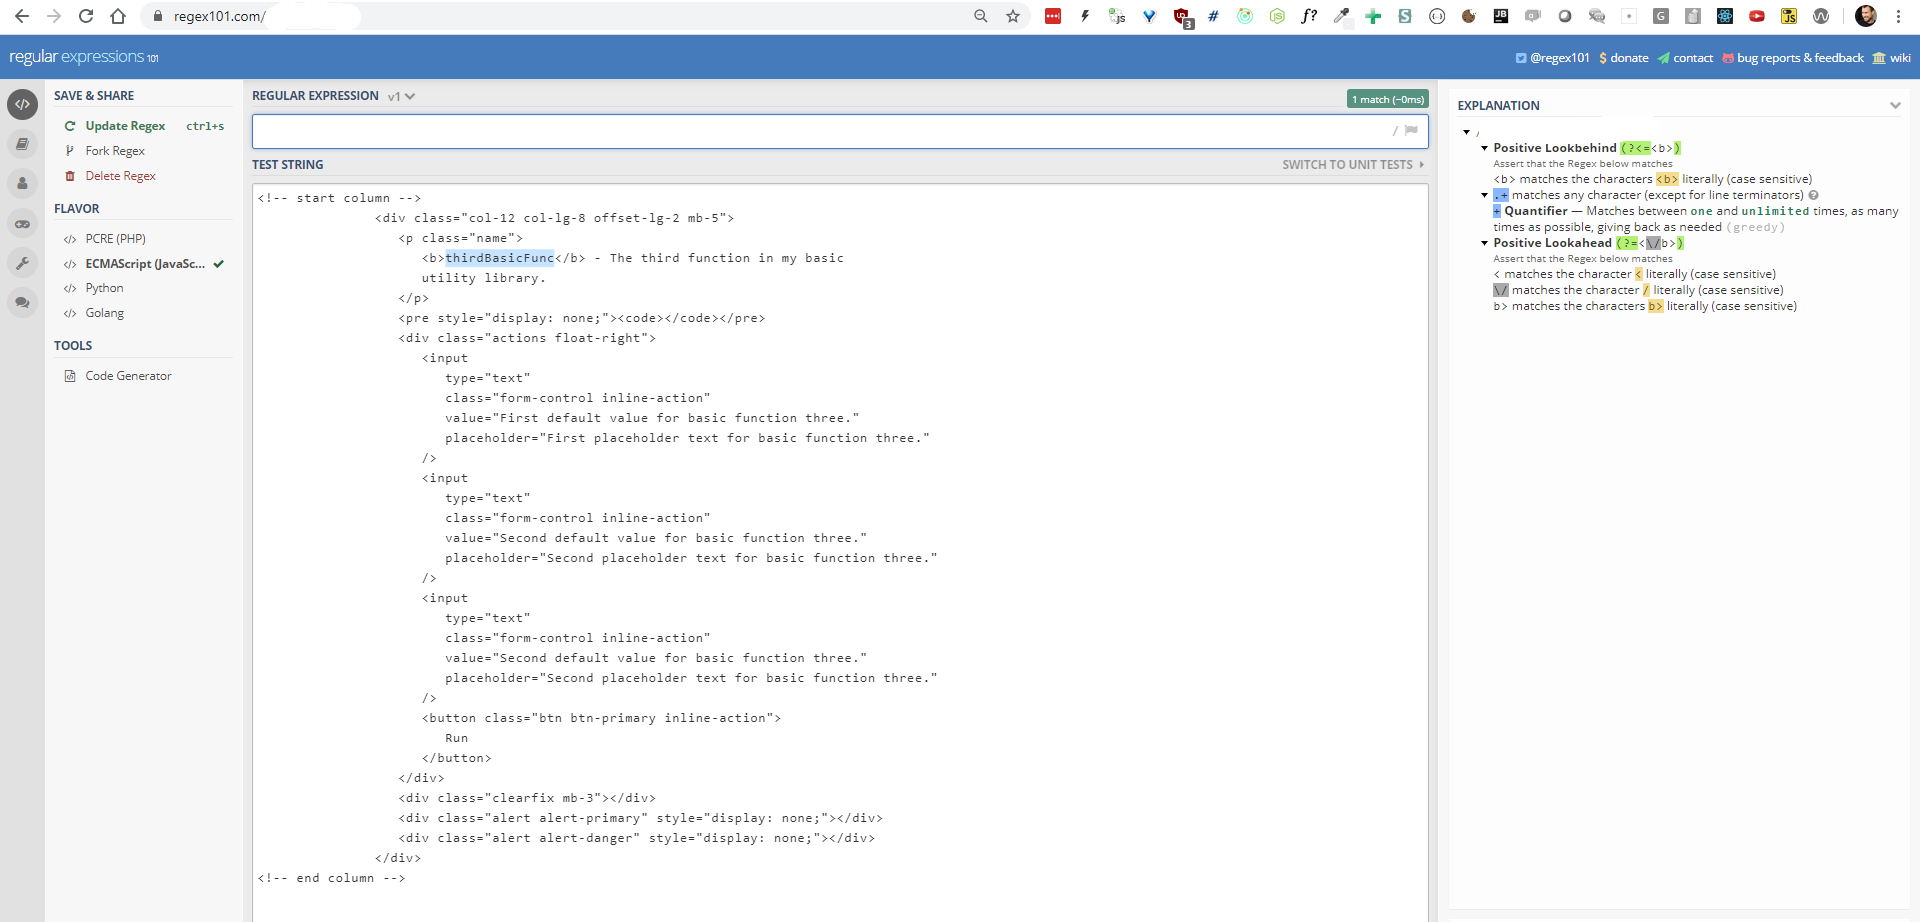 regex101.com/
3
#
f?
JB
G
JS
regular expressions 101
@regex101
$ donate
contact
bug reports & feedback
wiki
SAVE & SHARE
Update Regex ctrl+s
Fork Regex
Delete Regex
FLAVOR
</> PCRE (PHP)
</> ECMAScript (JavaSc...
</> Python
</> Golang
TOOLS
Code Generator
REGULAR EXPRESSION v1
1 match (~0ms)
/
TEST STRING
SWITCH TO UNIT TESTS
<!-- start column -->
<div class="col-12 col-lg-8 offset-lg-2 mb-5">
<p class="name">
<b>thirdBasicFunc</b> - The third function in my basic
utility library.
</p>
<pre style="display: none;"><code></code></pre>
<div class="actions float-right">
<input
type="text"
class="form-control inline-action"
value="First default value for basic function three."
placeholder="First placeholder text for basic function three."
/>
<input
type="text"
class="form-control inline-action"
value="Second default value for basic function three."
placeholder="Second placeholder text for basic function three."
/>
<input
type="text"
class="form-control inline-action"
value="Second default value for basic function three."
placeholder="Second placeholder text for basic function three."
/>
<button class="btn btn-primary inline-action">
Run
</button>
</div>
<div class="clearfix mb-3"></div>
<div class="alert alert-primary" style="display: none;"></div>
<div class="alert alert-danger" style="display: none;"></div>
</div>
<!-- end column -->
EXPLANATION
/
Positive Lookbehind (?<=<b>)
Assert that the Regex below matches
<b> matches the characters <b> literally (case sensitive)
.+ matches any character (except for line terminators)
+ Quantifier — Matches between one and unlimited times, as many
times as possible, giving back as needed (greedy)
Positive Lookahead (?=<\/b>)
Assert that the Regex below matches
< matches the character < literally (case sensitive)
\/ matches the character / literally (case sensitive)
b> matches the characters b> literally (case sensitive)